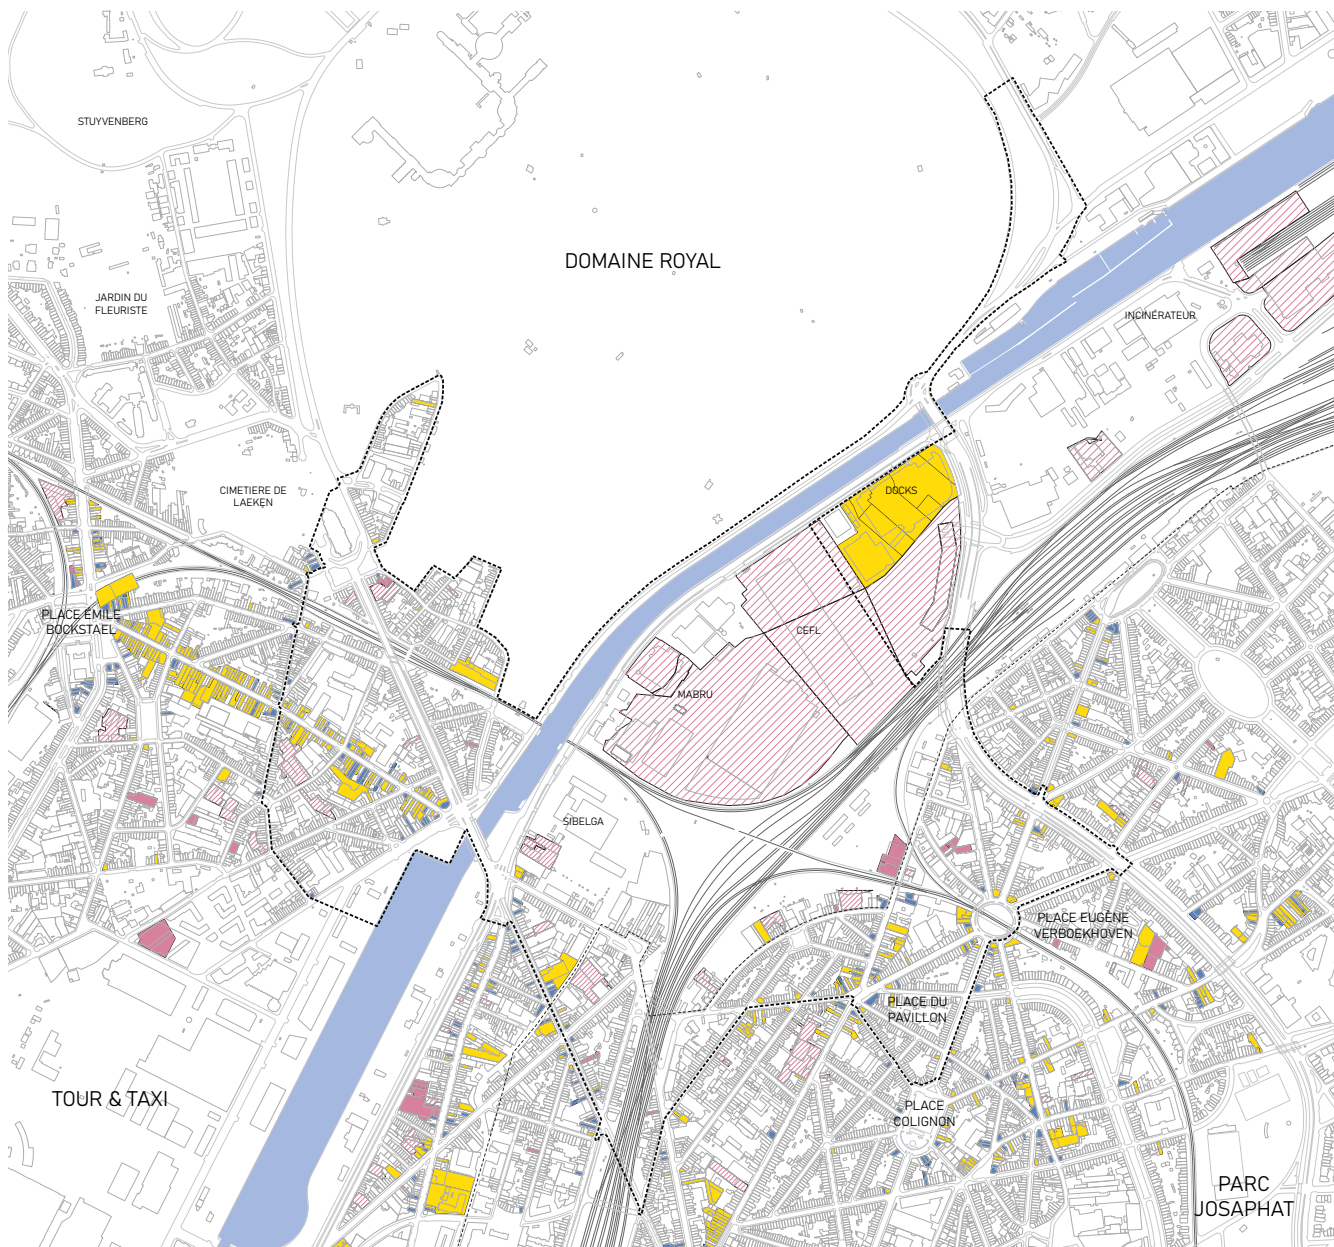 STUYVENBERG
DOMAINE ROYAL
JARDIN DU
FLEURISTE
INCINÉRATEUR
CIMETIERE DE
LAEKEN
DOCKS
PLACE EMILE
BOCKSTAEL
CEFL
MABRU
SIBELGA
PLACE EUGÈNE
VERBOEKHOVEN
PLACE DU
PAVILLON
TOUR & TAXI
PLACE
COLIGNON
PARC
JOSAPHAT